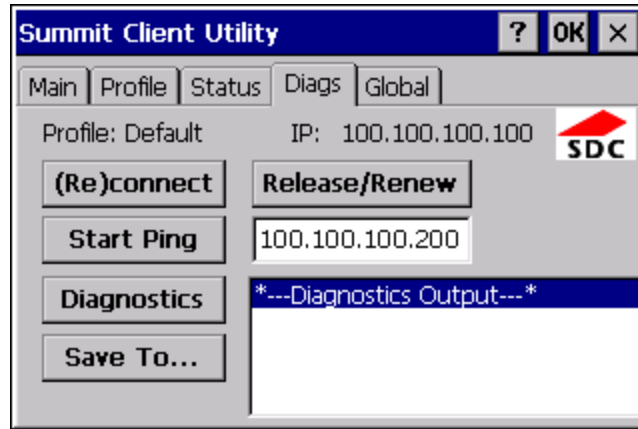 Summit Client Utility ? OK ×
Main Profile Status Diags Global
Profile: Default IP: 100.100.100.100 SDC
(Re)connect Release/Renew
Start Ping 100.100.100.200
Diagnostics *---Diagnostics Output---*
Save To...